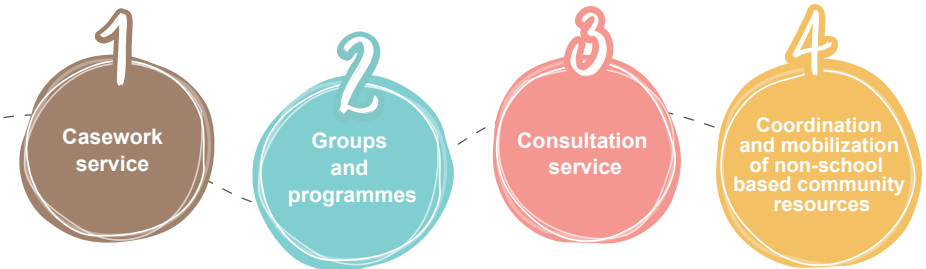 1
Casework
service
2
Groups
and
programmes
3
Consultation
service
4
Coordination
and mobilization
of non-school
based community
resources